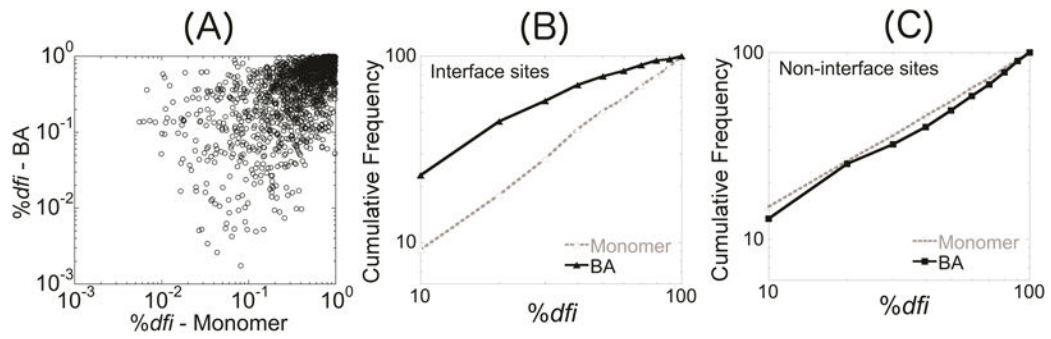 (A)
10⁰
10⁻¹
10⁻²
10⁻³
%dfi - BA
10⁻³ 10⁻² 10⁻¹ 10⁰
%dfi - Monomer
(B)
100
10
Cumulative Frequency
Interface sites
Monomer
BA
10 100
%dfi
(C)
100
10
Cumulative Frequency
Non-interface sites
Monomer
BA
10 100
%dfi